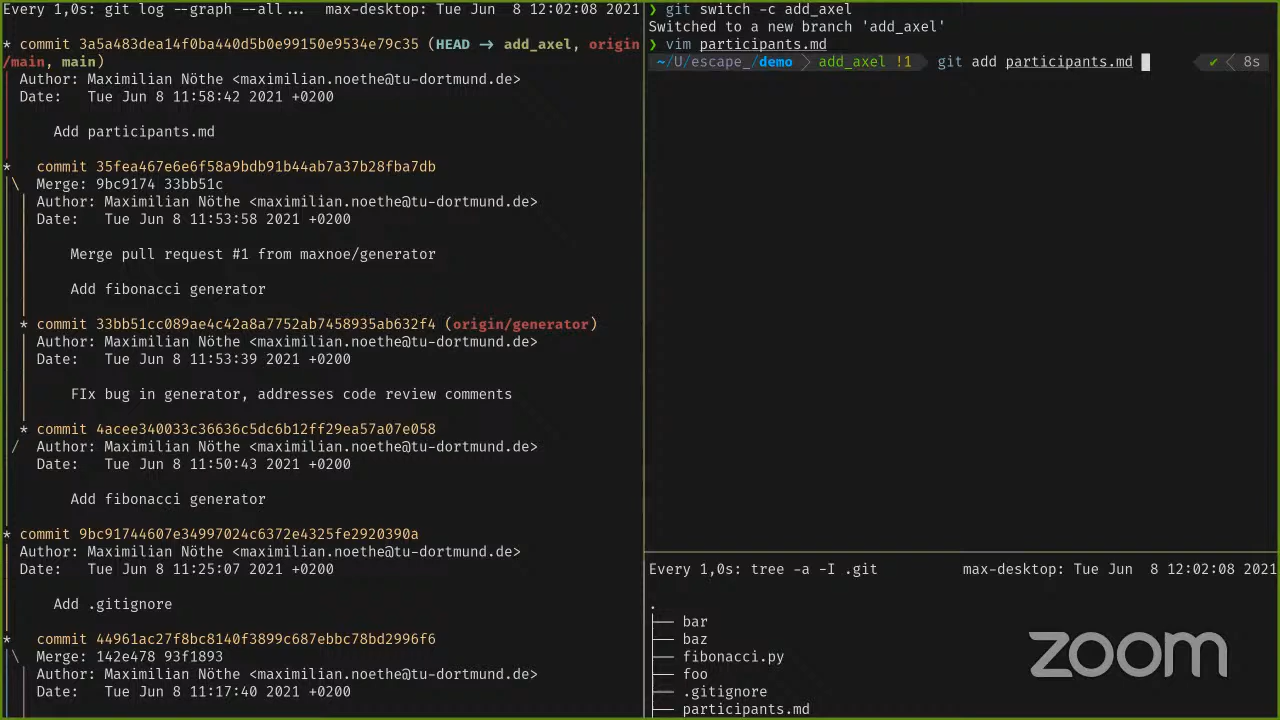 Every 1,0s: git log --graph --all...  max-desktop: Tue Jun  8 12:02:08 2021
* commit 3a5a483dea14f0ba440d5b0e99150e9534e79c35 (HEAD → add_axel, origin
/main, main)
Author: Maximilian Nöthe <maximilian.noethe@tu-dortmund.de>
Date:   Tue Jun 8 11:58:42 2021 +0200
Add participants.md
*   commit 35fea467e6e6f58a9bdb91b44ab7a37b28fba7db
|\  Merge: 9bc9174 33bb51c
| | Author: Maximilian Nöthe <maximilian.noethe@tu-dortmund.de>
| | Date:   Tue Jun 8 11:53:58 2021 +0200
Merge pull request #1 from maxnoe/generator
Add fibonacci generator
| * commit 33bb51cc089ae4c42a8a7752ab7458935ab632f4 (origin/generator)
| | Author: Maximilian Nöthe <maximilian.noethe@tu-dortmund.de>
| | Date:   Tue Jun 8 11:53:39 2021 +0200
FIx bug in generator, addresses code review comments
| * commit 4acee340033c36636c5dc6b12ff29ea57a07e058
|/  Author: Maximilian Nöthe <maximilian.noethe@tu-dortmund.de>
Date:   Tue Jun 8 11:50:43 2021 +0200
Add fibonacci generator
* commit 9bc91744607e34997024c6372e4325fe2920390a
| Author: Maximilian Nöthe <maximilian.noethe@tu-dortmund.de>
| Date:   Tue Jun 8 11:25:07 2021 +0200
Add .gitignore
*   commit 44961ac27f8bc8140f3899c687ebbc78bd2996f6
|\  Merge: 142e478 93f1893
| | Author: Maximilian Nöthe <maximilian.noethe@tu-dortmund.de>
| | Date:   Tue Jun 8 11:17:40 2021 +0200
❯ git switch -c add_axel
Switched to a new branch 'add_axel'
❯ vim participants.md
~/U/escape_/demo  add_axel !1  git add participants.md  ✔  8s
Every 1,0s: tree -a -I .git  max-desktop: Tue Jun  8 12:02:08 2021
.
├── bar
├── baz
├── fibonacci.py
├── foo
├── .gitignore
├── participants.md
zoom